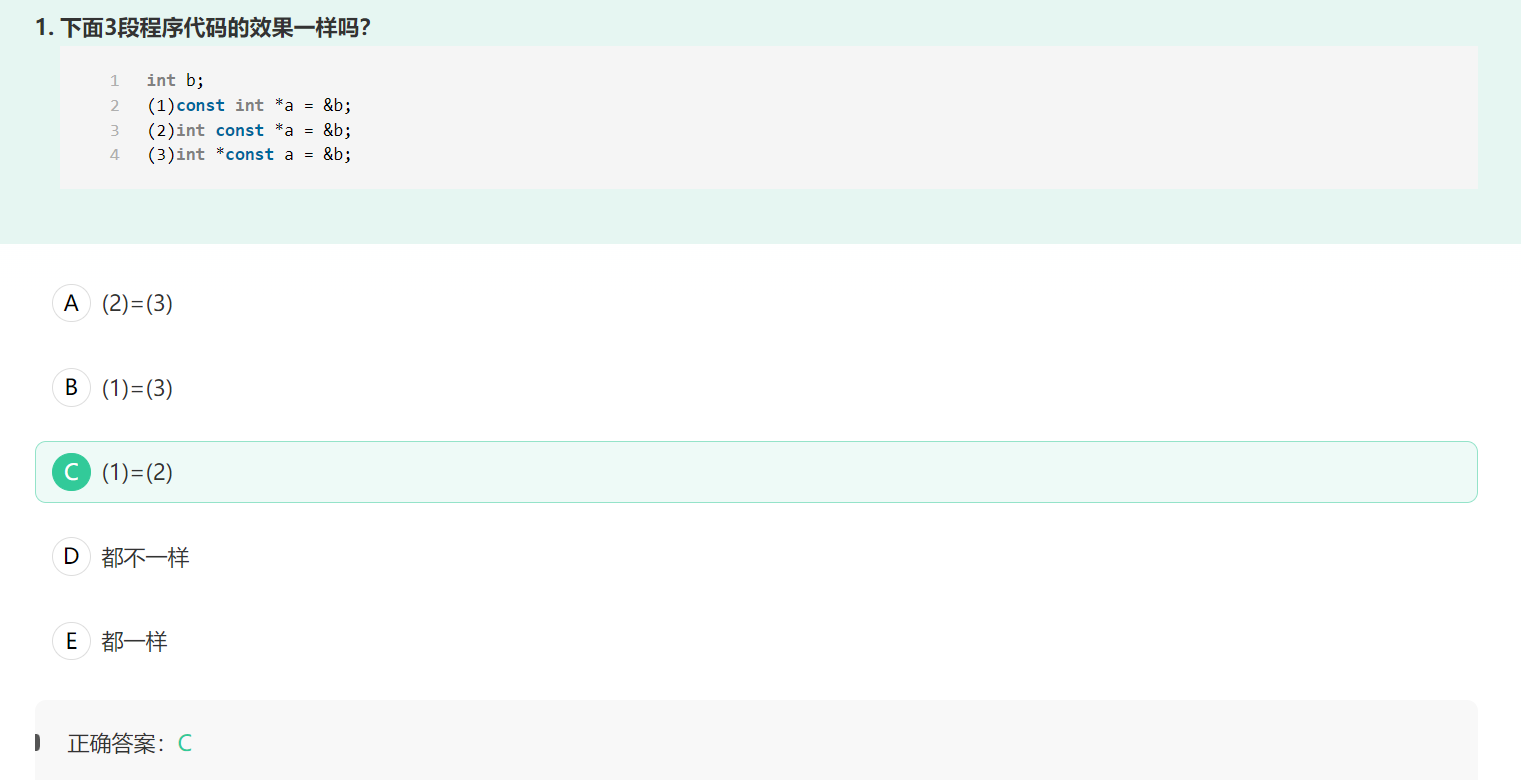 1. 下面3段程序代码的效果一样吗？
1 int b;
2 (1)const int *a = &b;
3 (2)int const *a = &b;
4 (3)int *const a = &b;
A (2)=(3)
B (1)=(3)
C (1)=(2)
D 都不一样
E 都一样
正确答案：C